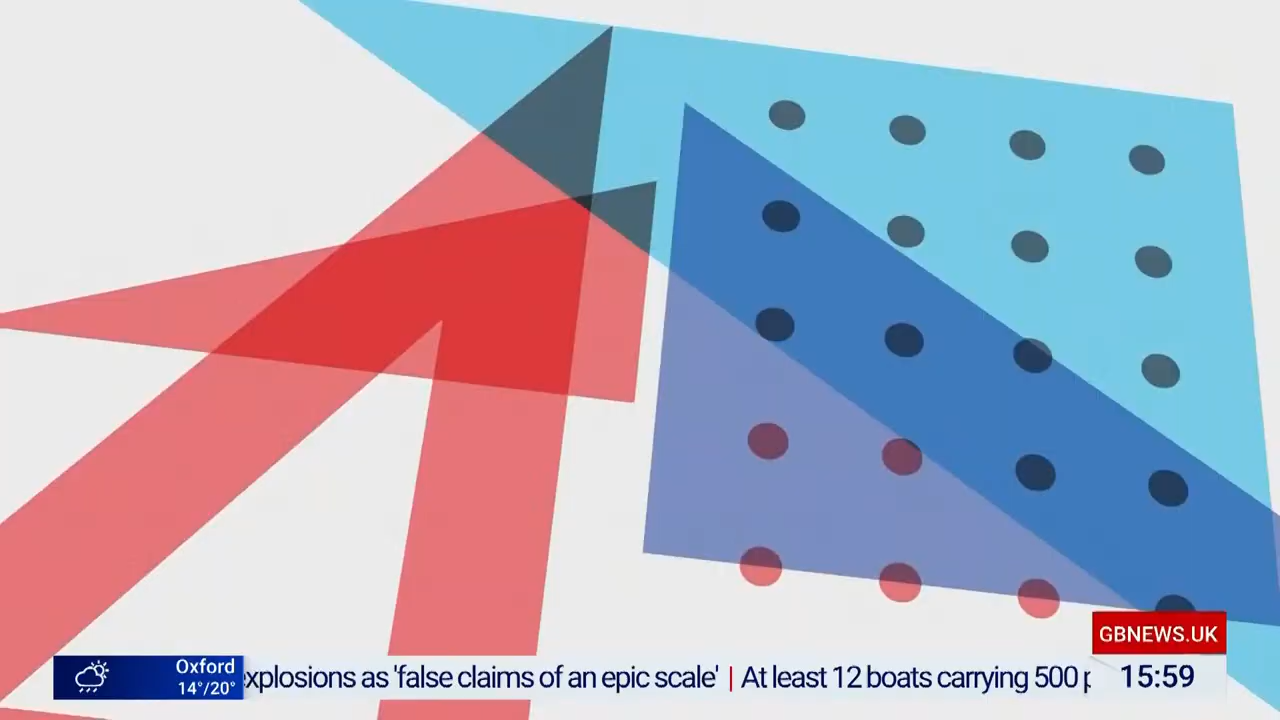 GBNEWS.UK
Oxford
14°/20°
explosions as 'false claims of an epic scale' | At least 12 boats carrying 500
15:59